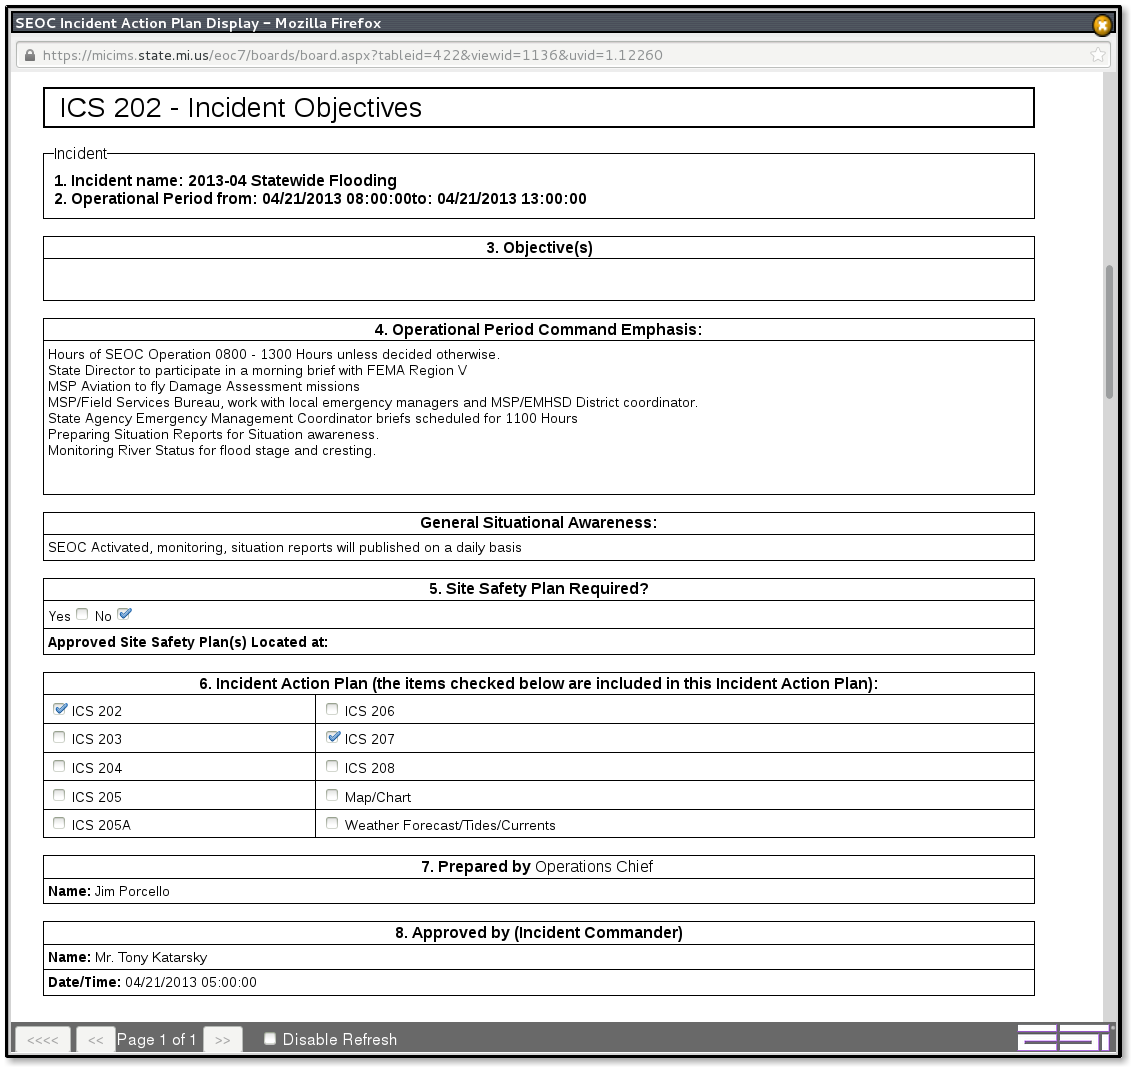 SEOC Incident Action Plan Display – Mozilla Firefox
https://micims.state.mi.us/eoc7/boards/board.aspx?tableid=422&viewid=1136&uvid=1.12260
ICS 202 - Incident Objectives
Incident
1. Incident name: 2013-04 Statewide Flooding
2. Operational Period from: 04/21/2013 08:00:00to: 04/21/2013 13:00:00
3. Objective(s)
4. Operational Period Command Emphasis:
Hours of SEOC Operation 0800 - 1300 Hours unless decided otherwise.
State Director to participate in a morning brief with FEMA Region V
MSP Aviation to fly Damage Assessment missions
MSP/Field Services Bureau, work with local emergency managers and MSP/EMHSD District coordinator.
State Agency Emergency Management Coordinator briefs scheduled for 1100 Hours
Preparing Situation Reports for Situation awareness.
Monitoring River Status for flood stage and cresting.
General Situational Awareness:
SEOC Activated, monitoring, situation reports will published on a daily basis
5. Site Safety Plan Required?
Yes No
Approved Site Safety Plan(s) Located at:
6. Incident Action Plan (the items checked below are included in this Incident Action Plan):
ICS 202 ICS 206
ICS 203 ICS 207
ICS 204 ICS 208
ICS 205 Map/Chart
ICS 205A Weather Forecast/Tides/Currents
7. Prepared by Operations Chief
Name: Jim Porcello
8. Approved by (Incident Commander)
Name: Mr. Tony Katarsky
Date/Time: 04/21/2013 05:00:00
<<<< << Page 1 of 1 >> Disable Refresh esi